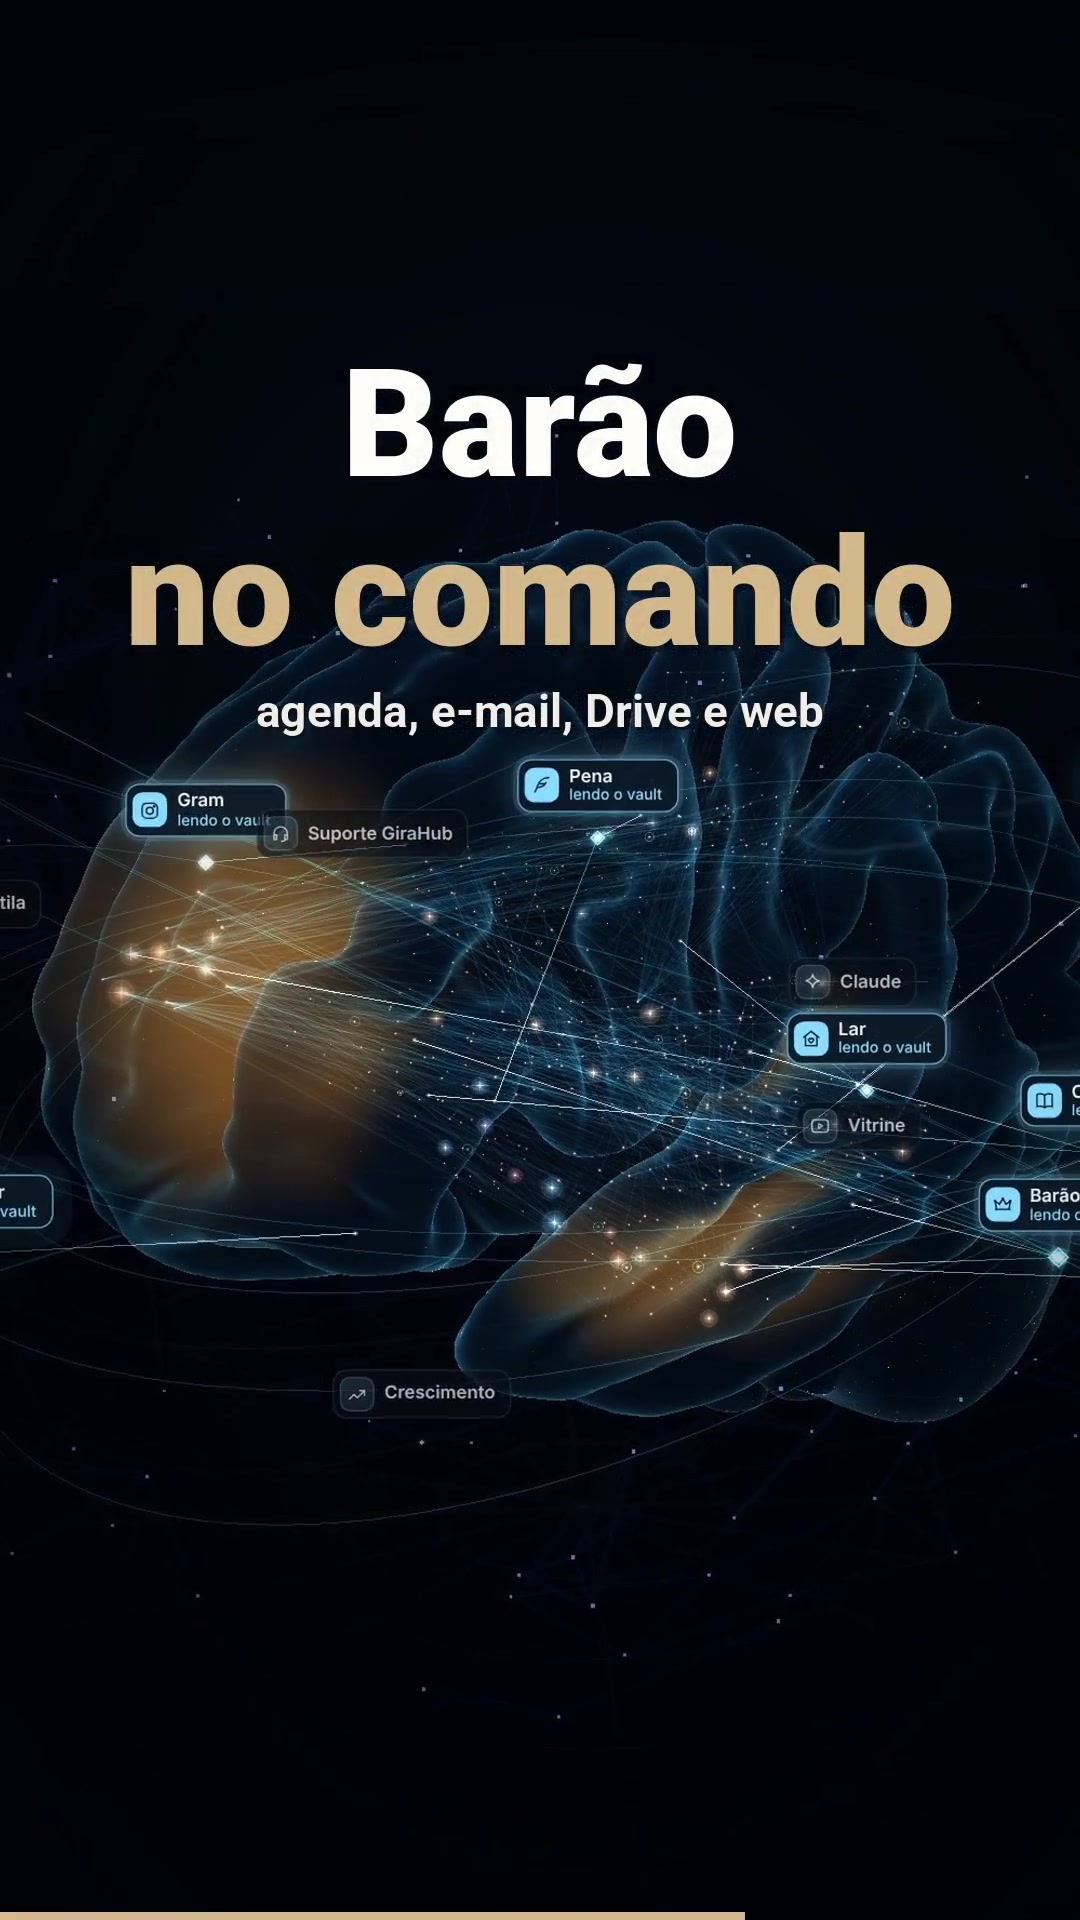 Barão
no comando
agenda, e-mail, Drive e web
Pena
lendo o vault
Gram
lendo o vault
Suporte GiraHub
tila
Claude
Lar
lendo o vault
Vitrine
r
vault
Barão
lendo o
Crescimento